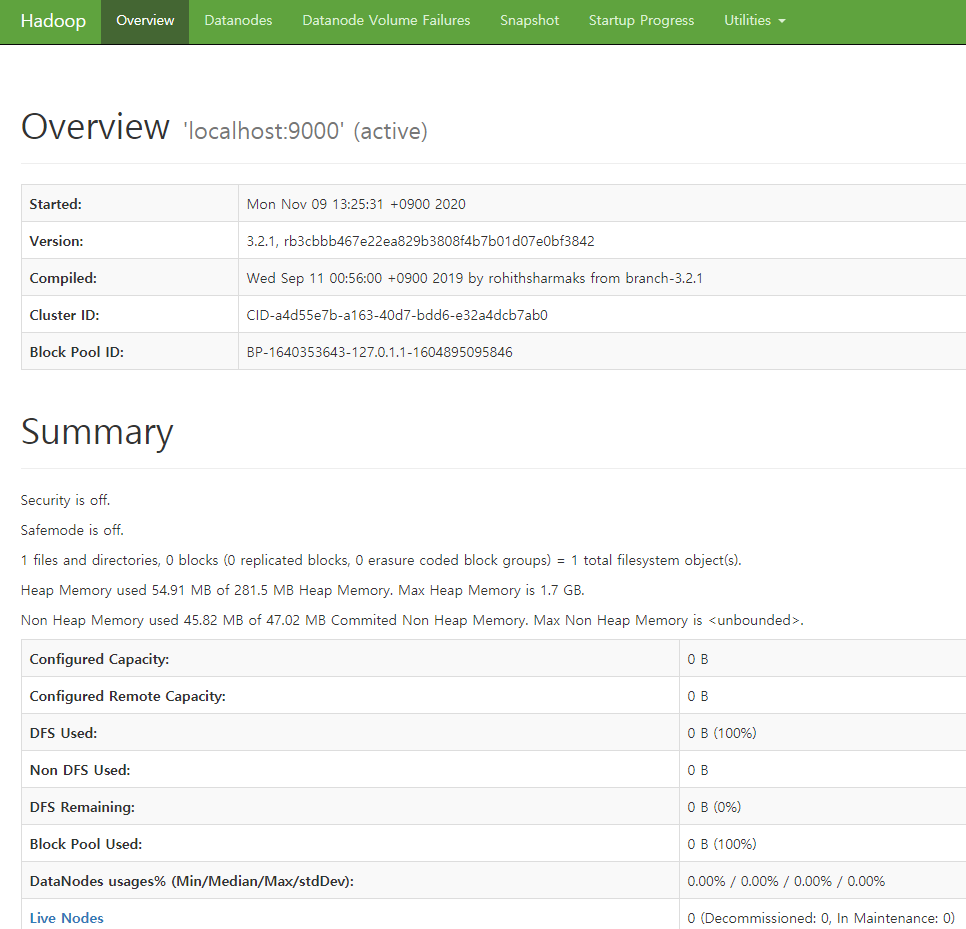 Hadoop Overview Datanodes Datanode Volume Failures Snapshot Startup Progress Utilities
Overview 'localhost:9000' (active)
Started: Mon Nov 09 13:25:31 +0900 2020
Version: 3.2.1, rb3cbbb467e22ea829b3808f4b7b01d07e0bf3842
Compiled: Wed Sep 11 00:56:00 +0900 2019 by rohithsharmaks from branch-3.2.1
Cluster ID: CID-a4d55e7b-a163-40d7-bdd6-e32a4dcb7ab0
Block Pool ID: BP-1640353643-127.0.1.1-1604895095846
Summary
Security is off.
Safemode is off.
1 files and directories, 0 blocks (0 replicated blocks, 0 erasure coded block groups) = 1 total filesystem object(s).
Heap Memory used 54.91 MB of 281.5 MB Heap Memory. Max Heap Memory is 1.7 GB.
Non Heap Memory used 45.82 MB of 47.02 MB Commited Non Heap Memory. Max Non Heap Memory is <unbounded>.
Configured Capacity: 0 B
Configured Remote Capacity: 0 B
DFS Used: 0 B (100%)
Non DFS Used: 0 B
DFS Remaining: 0 B (0%)
Block Pool Used: 0 B (100%)
DataNodes usages% (Min/Median/Max/stdDev): 0.00% / 0.00% / 0.00% / 0.00%
Live Nodes 0 (Decommissioned: 0, In Maintenance: 0)